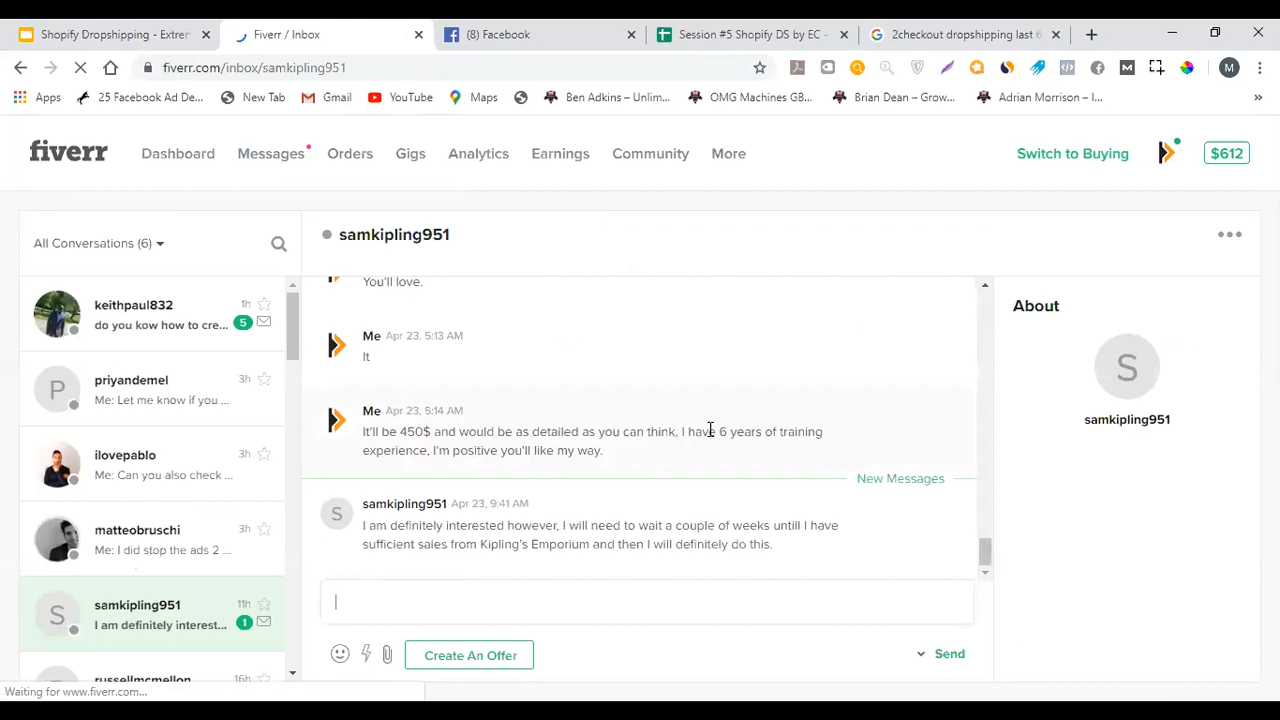 Shopify Dropshipping - Extrem
Fiverr / Inbox
(8) Facebook
Session #5 Shopify DS by EC -
2checkout dropshipping last 6
fiverr.com/inbox/samkipling951
M
Apps
25 Facebook Ad De...
New Tab
Gmail
YouTube
Maps
Ben Adkins – Unlim...
OMG Machines GB...
Brian Dean – Grow...
Adrian Morrison – I...
»
fiverr
Dashboard
Messages
Orders
Gigs
Analytics
Earnings
Community
More
Switch to Buying
$612
All Conversations (6)
samkipling951
keithpaul832 1h
do you kow how to cre... 5
P priyandemel 3h
Me: Let me know if you ...
ilovepablo 3h
Me: Can you also check ...
matteobruschi 3h
Me: I did stop the ads 2 ...
S samkipling951 11h
I am definitely interest... 1
russellmcmellon 16h
You'll love.
Me Apr 23, 5:13 AM
It
Me Apr 23, 5:14 AM
It'll be 450$ and would be as detailed as you can think, I have 6 years of training
experience, I'm positive you'll like my way.
New Messages
S samkipling951 Apr 23, 9:41 AM
I am definitely interested however, I will need to wait a couple of weeks untill I have
sufficient sales from Kipling's Emporium and then I will definitely do this.
Create An Offer
Send
About
S
samkipling951
Waiting for www.fiverr.com...